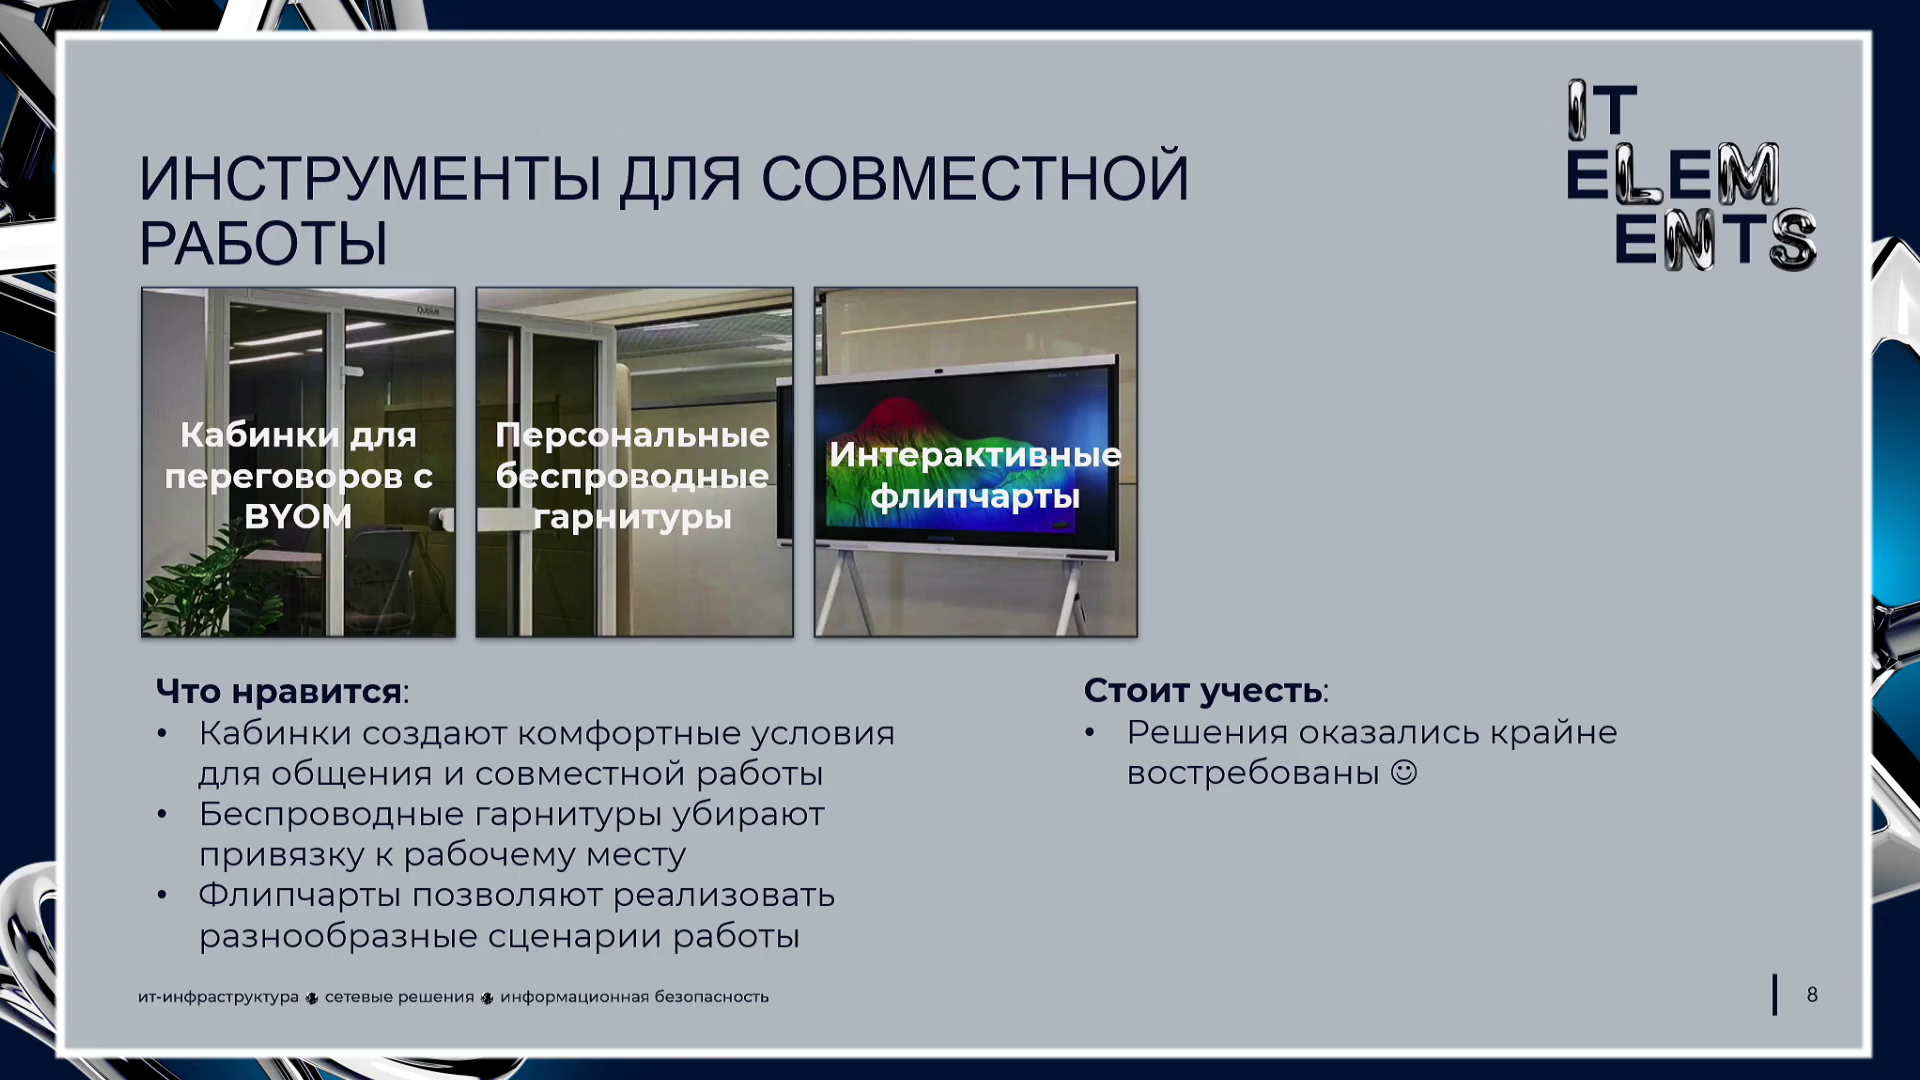 IT
ELEM
ENTS
ИНСТРУМЕНТЫ ДЛЯ СОВМЕСТНОЙ
РАБОТЫ
Qubius
Кабинки для
переговоров с
BYOM
Персональные
беспроводные
гарнитуры
Интерактивные
флипчарты
Что нравится:
• Кабинки создают комфортные условия
для общения и совместной работы
• Беспроводные гарнитуры убирают
привязку к рабочему месту
• Флипчарты позволяют реализовать
разнообразные сценарии работы
Стоит учесть:
• Решения оказались крайне
востребованы ☺
ит-инфраструктура сетевые решения информационная безопасность
8